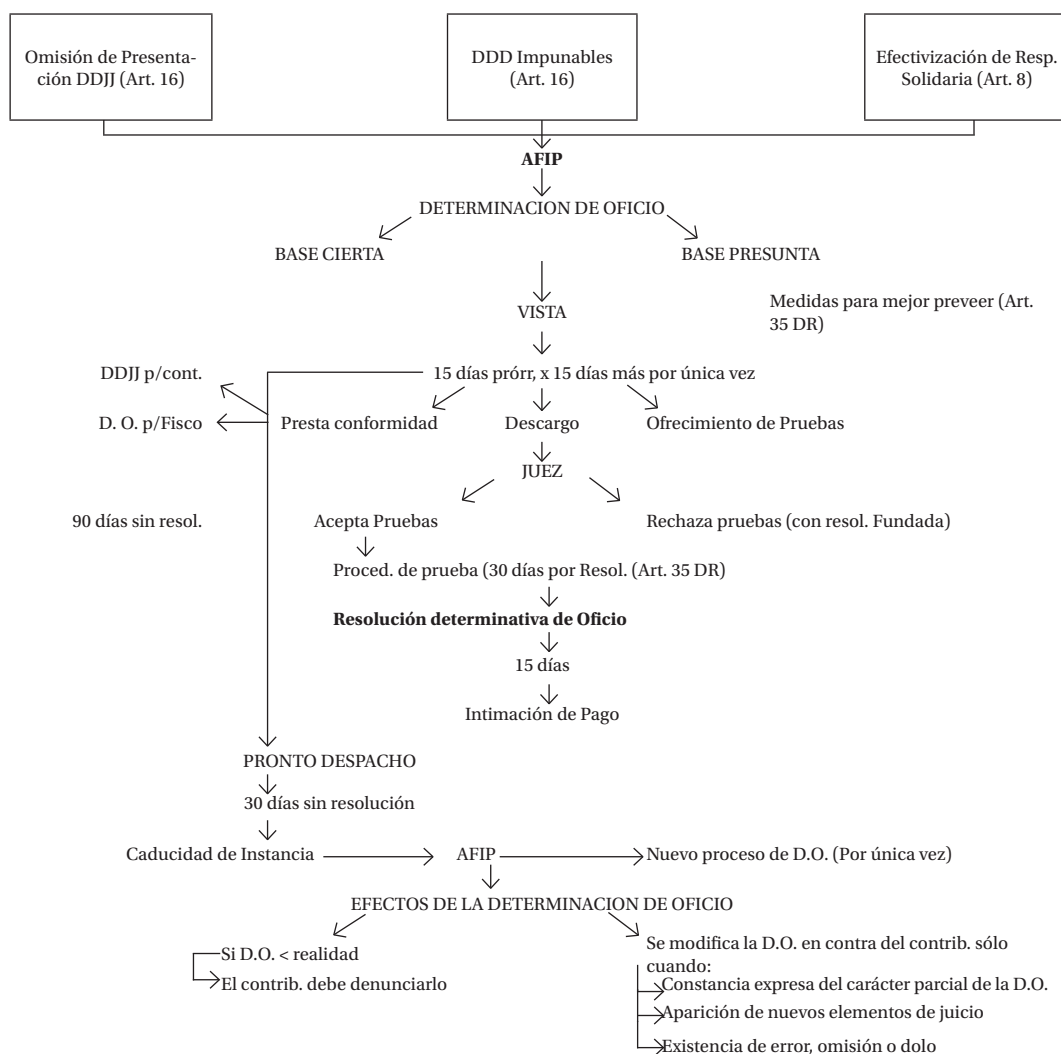 Omisión de Presenta-
ción DDJJ (Art. 16)
DDD Impunables
(Art. 16)
Efectivización de Resp.
Solidaria (Art. 8)
AFIP
DETERMINACION DE OFICIO
BASE CIERTA
BASE PRESUNTA
Medidas para mejor preveer (Art.
35 DR)
VISTA
DDJJ p/cont.
15 días prórr, x 15 días más por única vez
D. O. p/Fisco
Presta conformidad
Descargo
Ofrecimiento de Pruebas
JUEZ
90 días sin resol.
Acepta Pruebas
Rechaza pruebas (con resol. Fundada)
Proced. de prueba (30 días por Resol. (Art. 35 DR)
Resolución determinativa de Oficio
15 días
Intimación de Pago
PRONTO DESPACHO
30 días sin resolución
Caducidad de Instancia
AFIP
Nuevo proceso de D.O. (Por única vez)
EFECTOS DE LA DETERMINACION DE OFICIO
Si D.O. < realidad
El contrib. debe denunciarlo
Se modifica la D.O. en contra del contrib. sólo
cuando:
Constancia expresa del carácter parcial de la D.O.
Aparición de nuevos elementos de juicio
Existencia de error, omisión o dolo